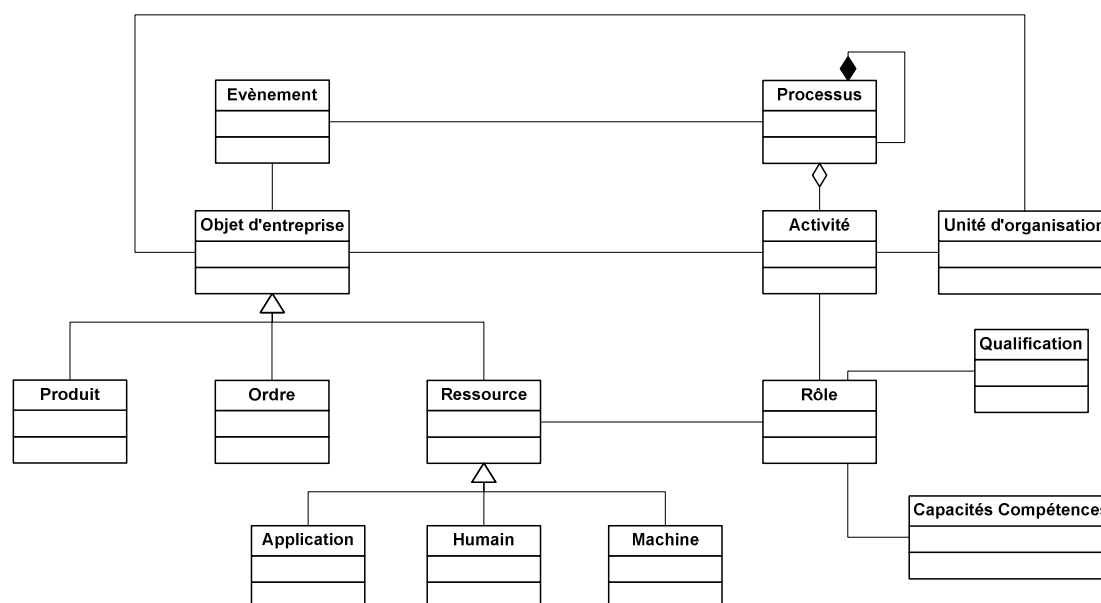 Evènement
Processus
Objet d'entreprise
Activité
Unité d'organisation
Qualification
Produit
Ordre
Ressource
Rôle
Capacités Compétences
Application
Humain
Machine